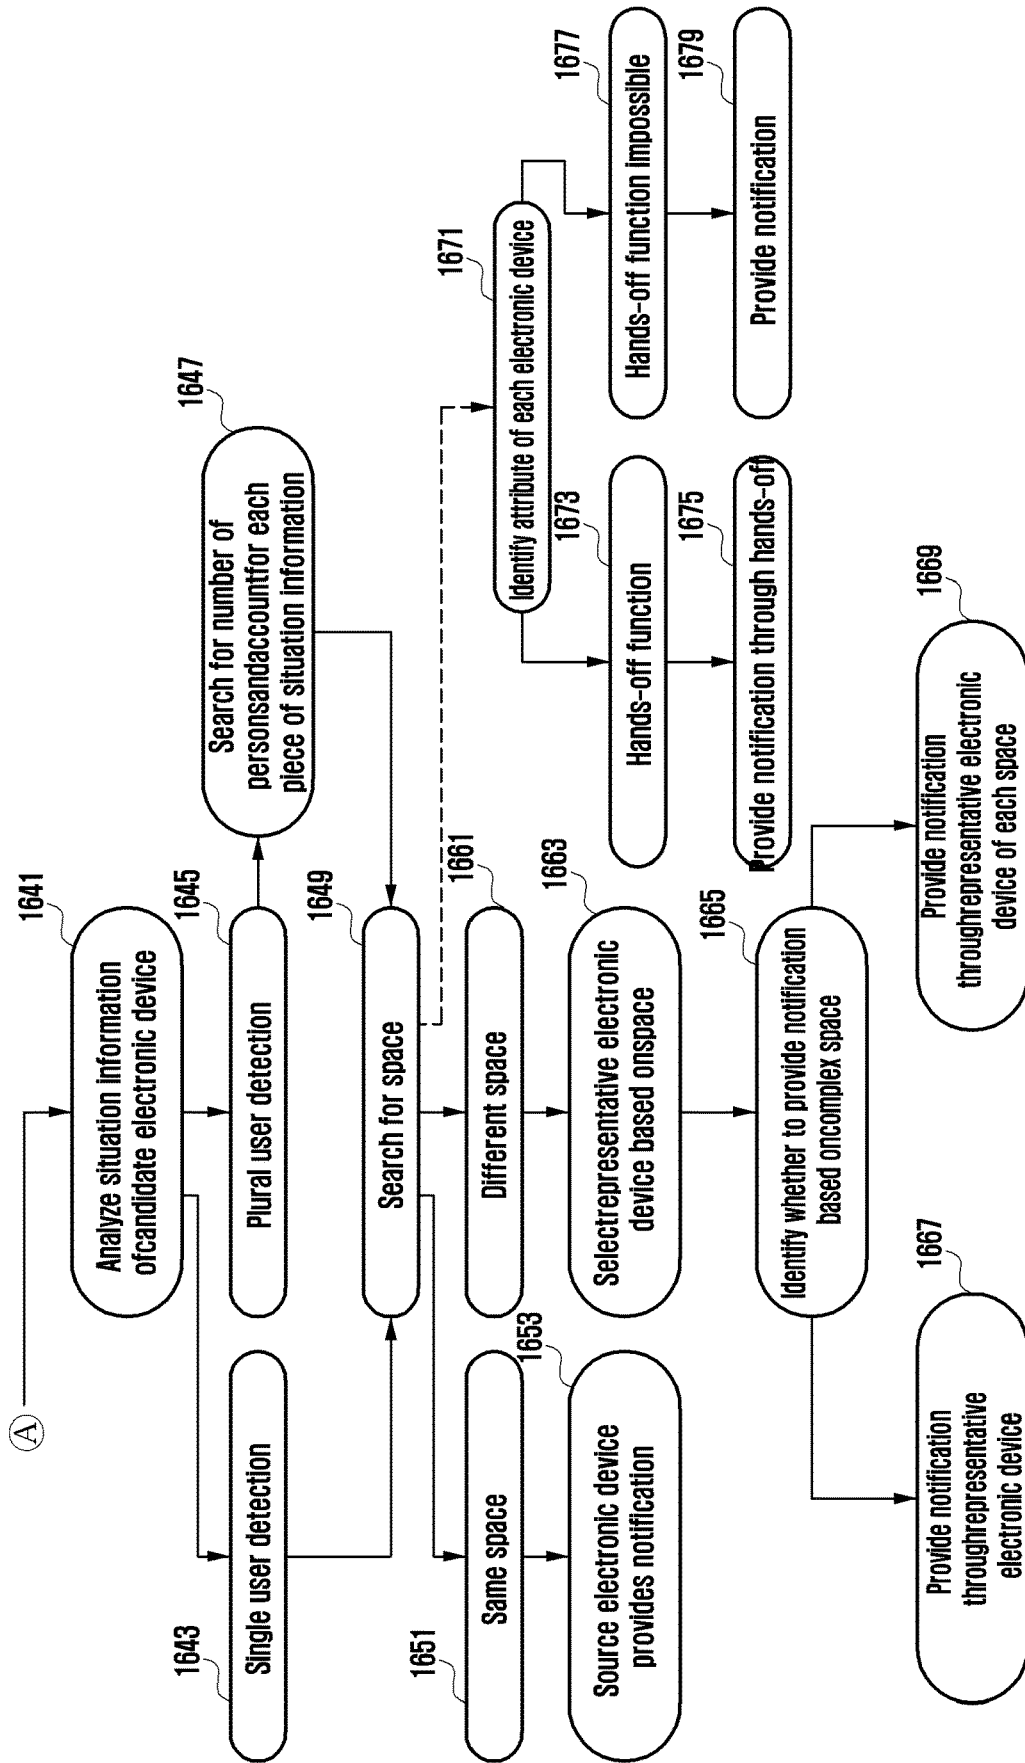 A
1641
Analyze situation information
ofcandidate electronic device
1643
Single user detection
1645
Plural user detection
1647
Search for number of
personsandaccountfor each
piece of situation information
1649
Search for space
1651
Same space
1653
Source electronic device
provides notification
1661
Different space
1663
Selectrepresentative electronic
device based onspace
1665
Identify whether to provide notification
based oncomplex space
1667
Provide notification
throughrepresentative
electronic device
1669
Provide notification
throughrepresentative electronic
device of each space
1671
Identify attribute of each electronic device
1673
Hands-off function
1675
Provide notification through hands-off
1677
Hands-off function impossible
1679
Provide notification